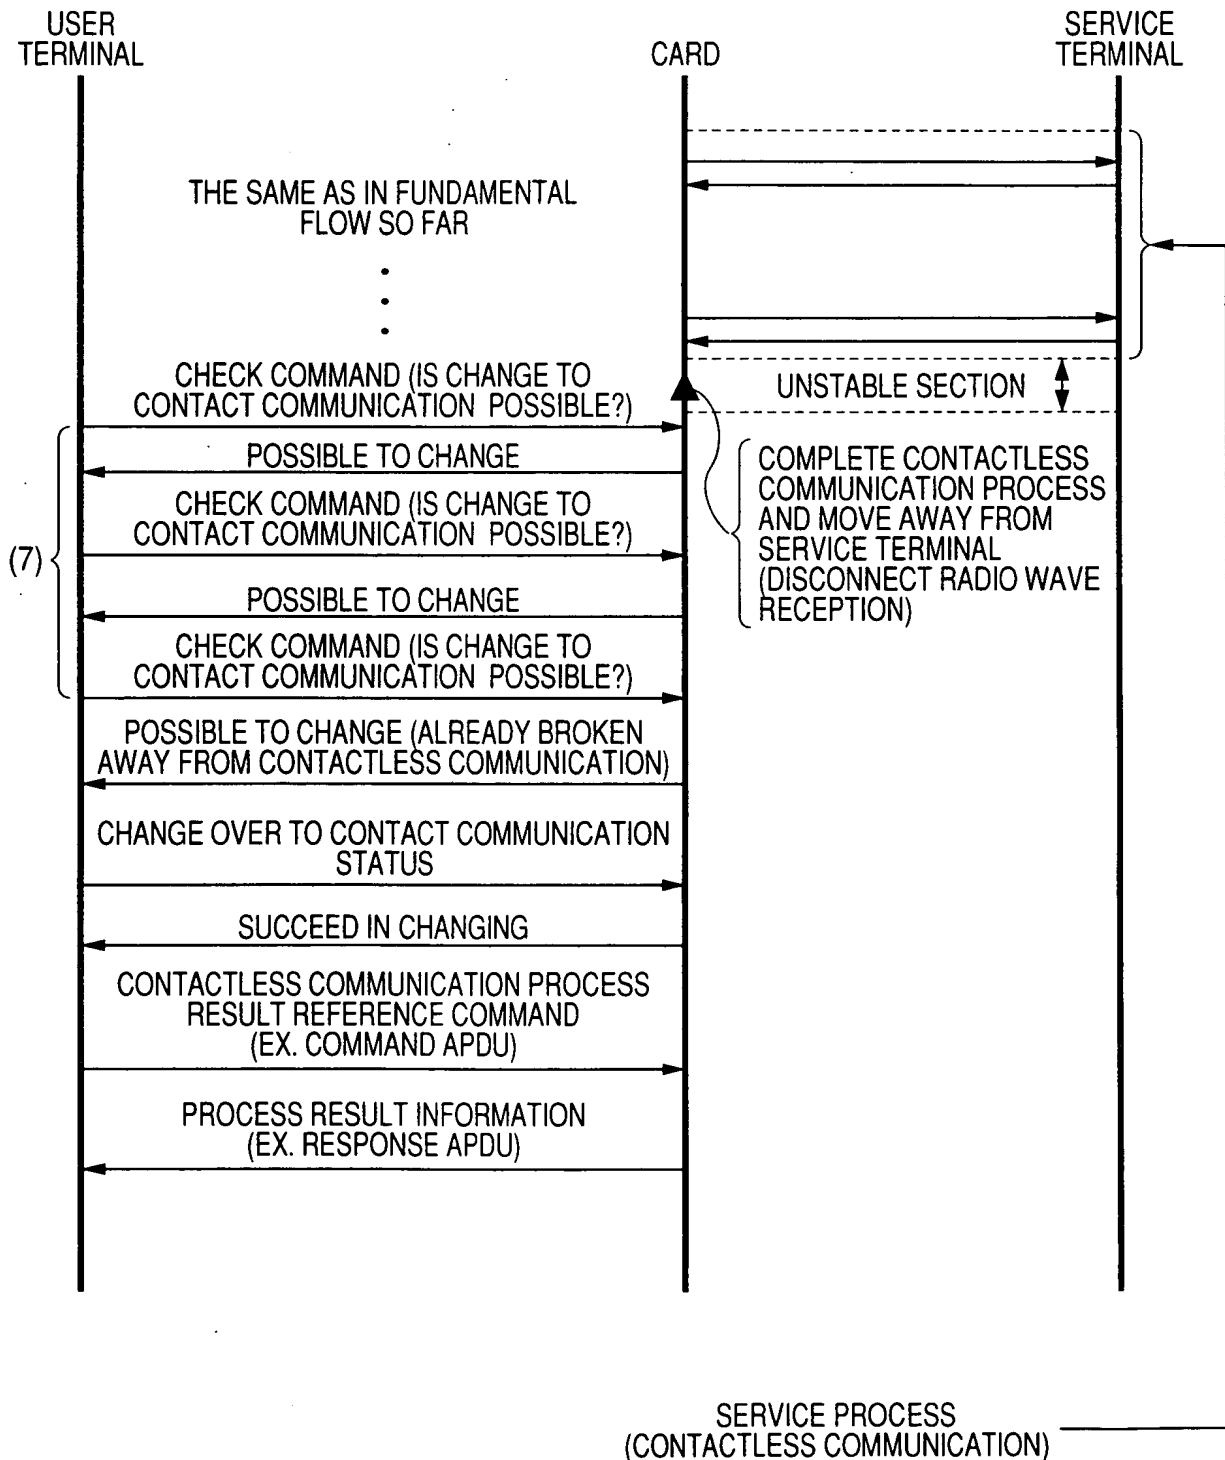 USER
TERMINAL
CARD
SERVICE
TERMINAL
THE SAME AS IN FUNDAMENTAL
FLOW SO FAR
CHECK COMMAND (IS CHANGE TO
CONTACT COMMUNICATION POSSIBLE?)
UNSTABLE SECTION
POSSIBLE TO CHANGE
CHECK COMMAND (IS CHANGE TO
CONTACT COMMUNICATION POSSIBLE?)
(7)
POSSIBLE TO CHANGE
CHECK COMMAND (IS CHANGE TO
CONTACT COMMUNICATION POSSIBLE?)
COMPLETE CONTACTLESS
COMMUNICATION PROCESS
AND MOVE AWAY FROM
SERVICE TERMINAL
(DISCONNECT RADIO WAVE
RECEPTION)
POSSIBLE TO CHANGE (ALREADY BROKEN
AWAY FROM CONTACTLESS COMMUNICATION)
CHANGE OVER TO CONTACT COMMUNICATION
STATUS
SUCCEED IN CHANGING
CONTACTLESS COMMUNICATION PROCESS
RESULT REFERENCE COMMAND
(EX. COMMAND APDU)
PROCESS RESULT INFORMATION
(EX. RESPONSE APDU)
SERVICE PROCESS
(CONTACTLESS COMMUNICATION)